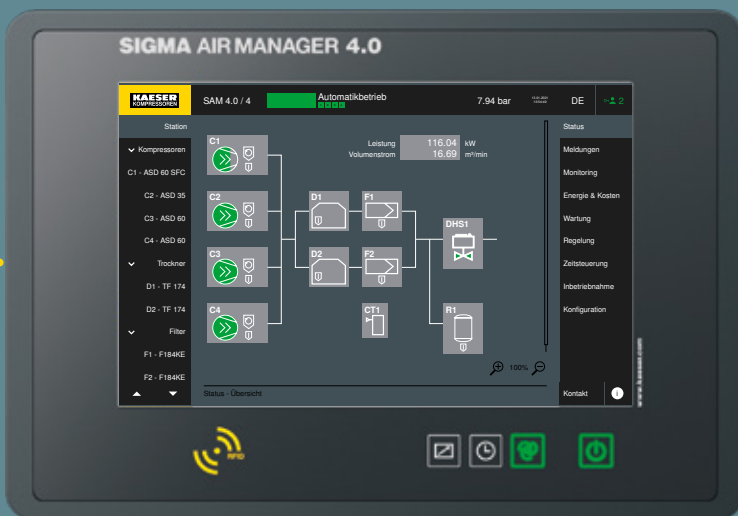 SIGMA AIR MANAGER 4.0
KAESER
KOMPRESSOREN
SAM 4.0 / 4
Automatikbetrieb
7.94 bar
DE
2
Station
Kompressoren
C1 - ASD 60 SFC
C2 - ASD 35
C3 - ASD 60
C4 - ASD 60
Trockner
D1 - TF 174
D2 - TF 174
Filter
F1 - F184KE
F2 - F184KE
Leistung 116.04 kW
Volumenstrom 16.69 m³/min
C1
C2
D1
F1
DHS1
C3
D2
F2
C4
CT1
R1
100%
Status - Übersicht
Status
Meldungen
Monitoring
Energie & Kosten
Wartung
Regelung
Zeitsteuerung
Inbetriebnahme
Konfiguration
Kontakt
i
www.kaeser.com
RFID